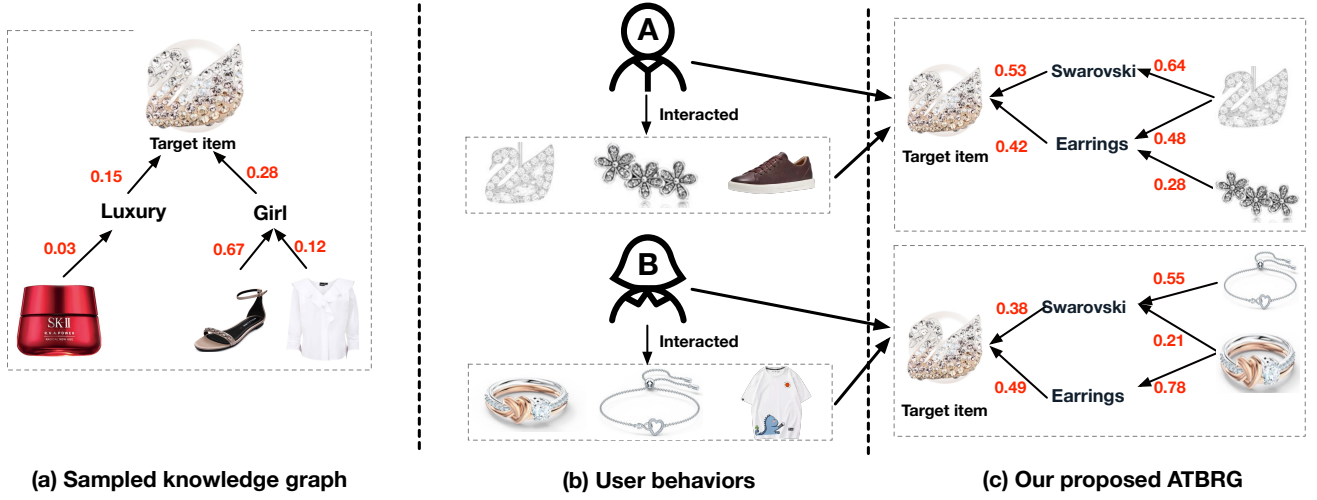 Target item
0.15
0.28
Luxury
Girl
0.03
0.67
0.12
SK-II
(a) Sampled knowledge graph
A
Interacted
B
Interacted
(b) User behaviors
0.53
Swarovski
0.64
Target item
0.42
Earrings
0.48
0.28
0.55
0.38
Swarovski
0.21
Target item
0.49
Earrings
0.78
(c) Our proposed ATBRG